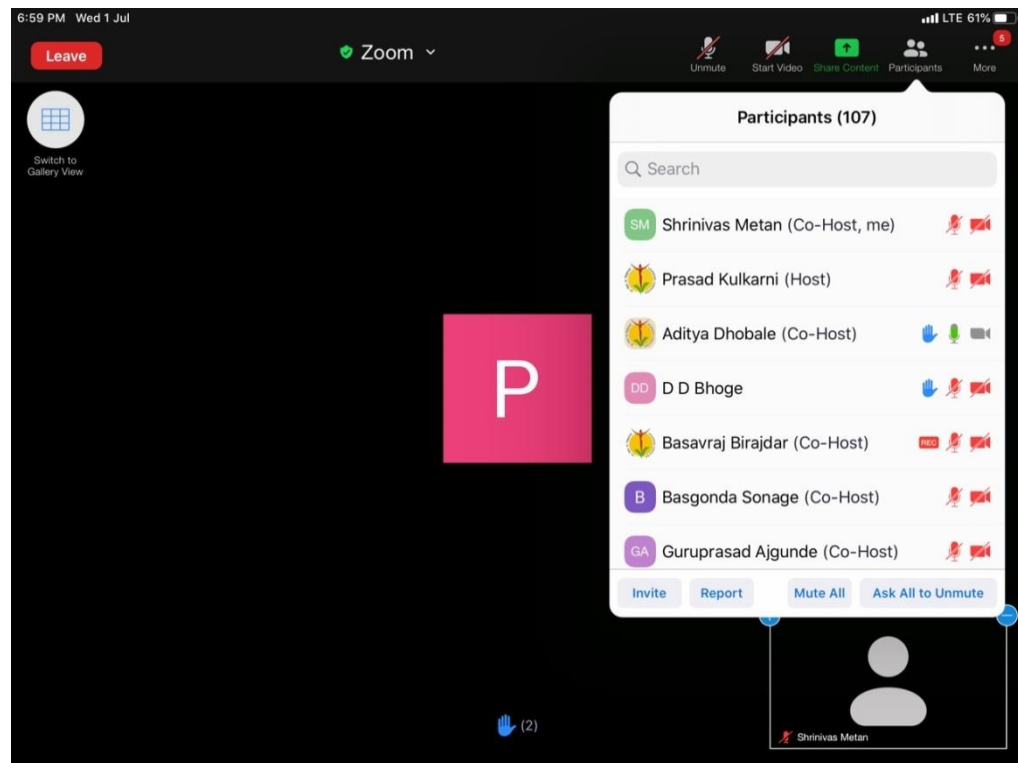 6:59 PM Wed 1 Jul
LTE 61%
Leave
Zoom
Unmute
Start Video
Share Content
Participants
5
More
Switch to
Gallery View
Participants (107)
Search
SM Shrinivas Metan (Co-Host, me)
Prasad Kulkarni (Host)
Aditya Dhobale (Co-Host)
DD D D Bhoge
Basavraj Birajdar (Co-Host) REC
B Basgonda Sonage (Co-Host)
GA Guruprasad Ajgunde (Co-Host)
Invite Report Mute All Ask All to Unmute
P
(2)
Shrinivas Metan